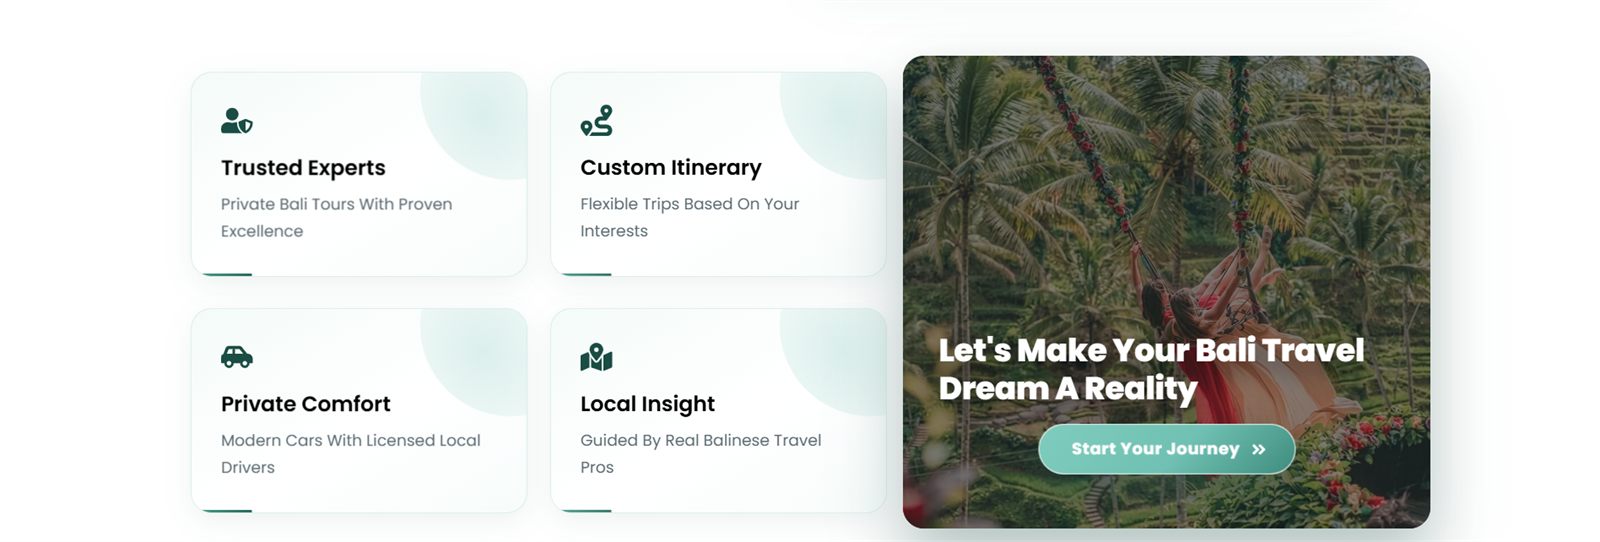 Trusted Experts
Private Bali Tours With Proven
Excellence
Custom Itinerary
Flexible Trips Based On Your
Interests
Private Comfort
Modern Cars With Licensed Local
Drivers
Local Insight
Guided By Real Balinese Travel
Pros
Let's Make Your Bali Travel
Dream A Reality
Start Your Journey »